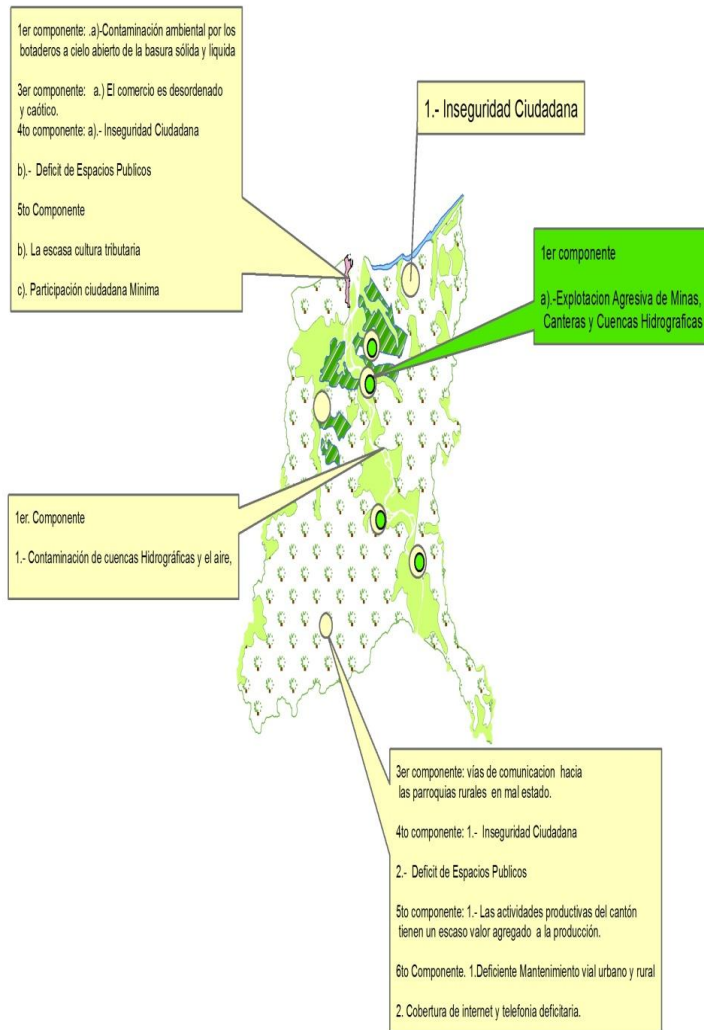 1er componente: .a)-Contaminación ambiental por los
botaderos a cielo abierto de la basura sólida y liquida
3er componente: a.) El comercio es desordenado
y caótico.
4to componente: a).- Inseguridad Ciudadana
b).- Deficit de Espacios Publicos
5to Componente
b). La escasa cultura tributaria
c). Participación ciudadana Minima
1.- Inseguridad Ciudadana
1er componente
a).-Explotacion Agresiva de Minas,
Canteras y Cuencas Hidrograficas
1er. Componente
1.- Contaminación de cuencas Hidrográficas y el aire,
3er componente: vías de comunicacion hacia
las parroquias rurales en mal estado.
4to componente: 1.- Inseguridad Ciudadana
2.- Deficit de Espacios Publicos
5to componente: 1.- Las actividades productivas del cantón
tienen un escaso valor agregado a la producción.
6to Componente. 1.Deficiente Mantenimiento vial urbano y rural
2. Cobertura de internet y telefonia deficitaria.